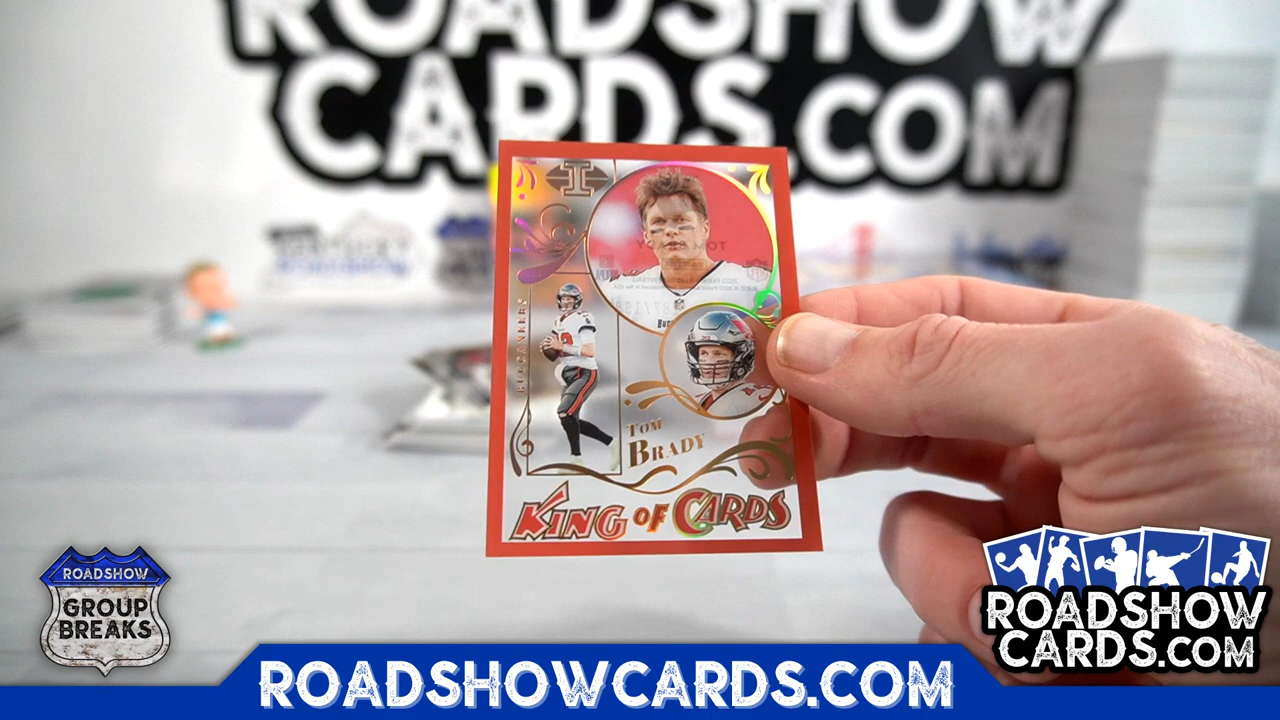 ROADSHOW
CARDS.COM
I
BUCCANEERS
TOM
BRADY
KING OF CARDS
ROADSHOW
GROUP
BREAKS
ROADSHOW
CARDS.COM
ROADSHOWCARDS.COM